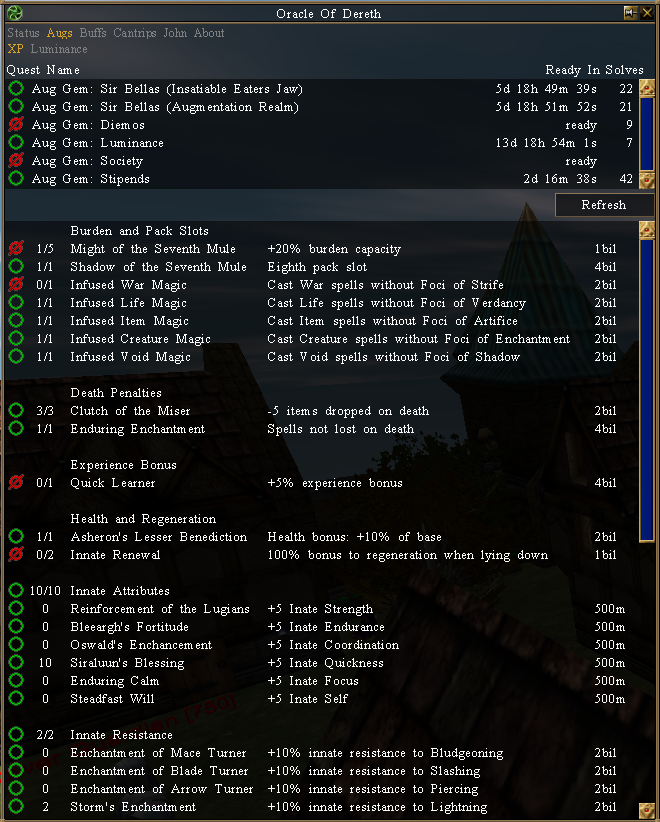 Oracle Of Dereth
Status Augs Buffs Cantrips John About
XP Luminance
Quest Name Ready In Solves
Aug Gem: Sir Bellas (Insatiable Eaters Jaw) 5d 18h 49m 39s 22
Aug Gem: Sir Bellas (Augmentation Realm) 5d 18h 51m 52s 21
Aug Gem: Diemos ready 9
Aug Gem: Luminance 13d 18h 54m 1s 7
Aug Gem: Society ready
Aug Gem: Stipends 2d 16m 38s 42
Refresh
Burden and Pack Slots
1/5 Might of the Seventh Mule +20% burden capacity 1bil
1/1 Shadow of the Seventh Mule Eighth pack slot 4bil
0/1 Infused War Magic Cast War spells without Foci of Strife 2bil
1/1 Infused Life Magic Cast Life spells without Foci of Verdancy 2bil
1/1 Infused Item Magic Cast Item spells without Foci of Artifice 2bil
1/1 Infused Creature Magic Cast Creature spells without Foci of Enchantment 2bil
1/1 Infused Void Magic Cast Void spells without Foci of Shadow 2bil
Death Penalties
3/3 Clutch of the Miser -5 items dropped on death 2bil
1/1 Enduring Enchantment Spells not lost on death 4bil
Experience Bonus
0/1 Quick Learner +5% experience bonus 4bil
Health and Regeneration
1/1 Asheron's Lesser Benediction Health bonus: +10% of base 2bil
0/2 Innate Renewal 100% bonus to regeneration when lying down 1bil
10/10 Innate Attributes
0 Reinforcement of the Lugians +5 Inate Strength 500m
0 Bleeargh's Fortitude +5 Inate Endurance 500m
0 Oswald's Enchancement +5 Inate Coordination 500m
10 Siraluun's Blessing +5 Inate Quickness 500m
0 Enduring Calm +5 Inate Focus 500m
0 Steadfast Will +5 Inate Self 500m
2/2 Innate Resistance
0 Enchantment of Mace Turner +10% innate resistance to Bludgeoning 2bil
0 Enchantment of Blade Turner +10% innate resistance to Slashing 2bil
0 Enchantment of Arrow Turner +10% innate resistance to Piercing 2bil
2 Storm's Enchantment +10% innate resistance to Lightning 2bil